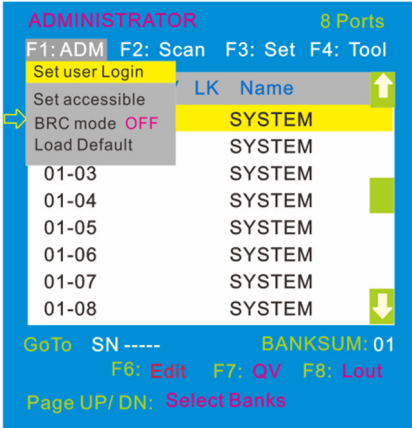 ADMINISTRATOR 8 Ports
F1: ADM F2: Scan F3: Set F4: Tool
Set user Login
LK Name
Set accessible
BRC mode OFF SYSTEM
Load Default SYSTEM
01-03 SYSTEM
01-04 SYSTEM
01-05 SYSTEM
01-06 SYSTEM
01-07 SYSTEM
01-08 SYSTEM
GoTo SN ----- BANKSUM: 01
F6: Edit F7: QV F8: Lout
Page UP/ DN: Select Banks